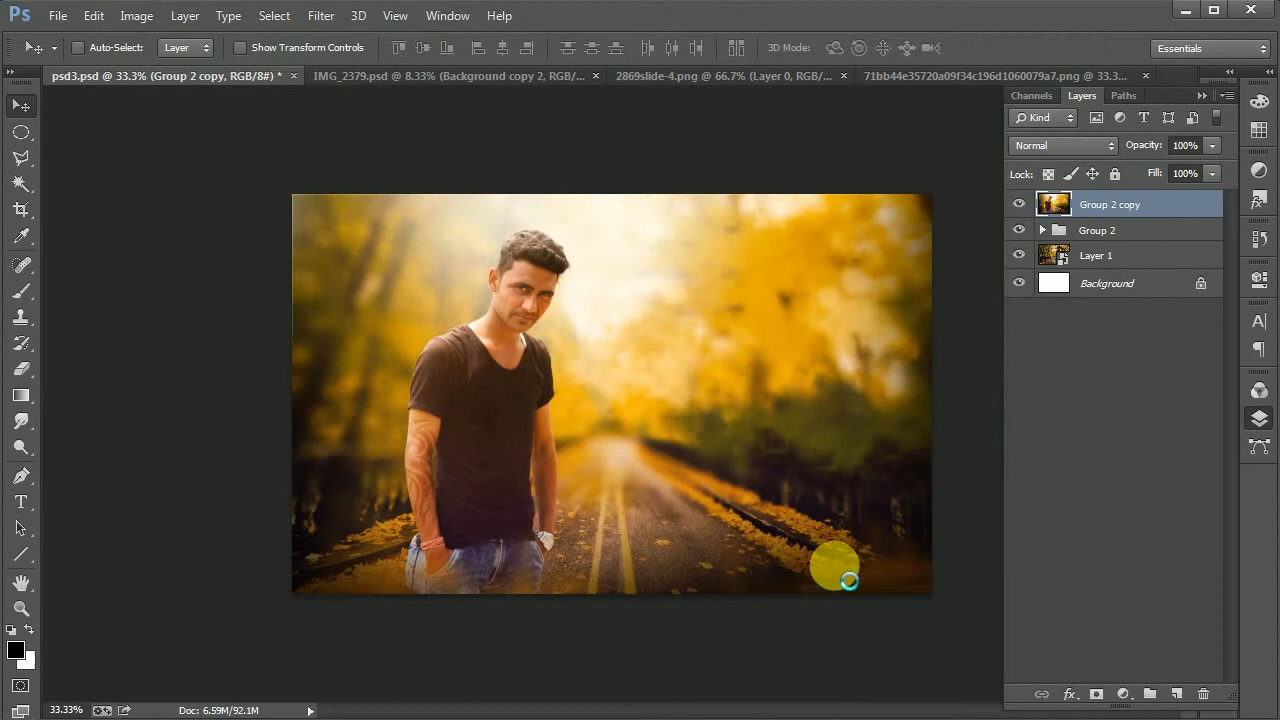 Ps File Edit Image Layer Type Select Filter 3D View Window Help
Auto-Select: Layer Show Transform Controls 3D Mode: Essentials
psd3.psd @ 33.3% (Group 2 copy, RGB/8#) * × IMG_2379.psd @ 8.33% (Background copy 2, RGB/... × 2869slide-4.png @ 66.7% (Layer 0, RGB/... × 71bb44e35720a09f34c196d1060079a7.png @ 33.3... ×
Channels Layers Paths
Kind
Normal Opacity: 100%
Lock: Fill: 100%
Group 2 copy
Group 2
Layer 1
Background
33.33% Doc: 6.59M/92.1M